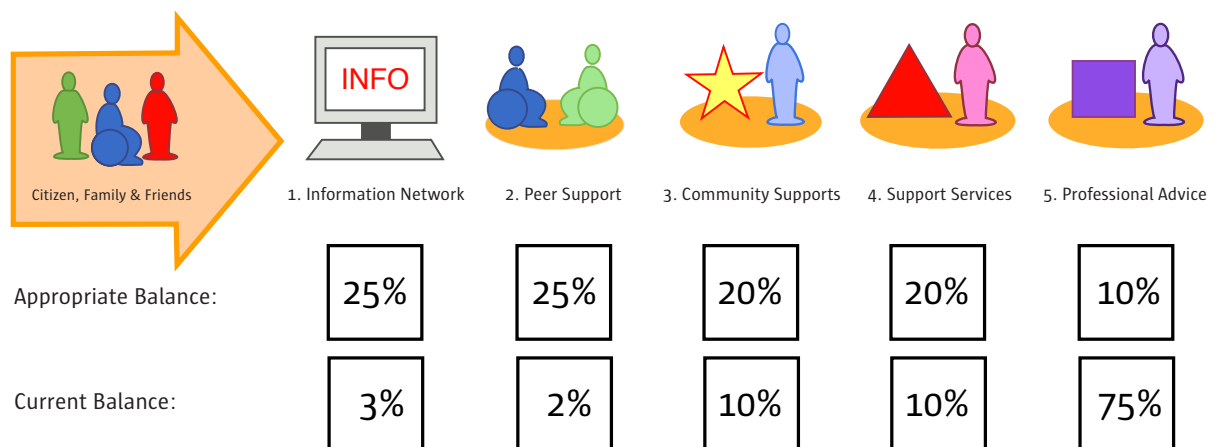 INFO
Citizen, Family & Friends
1. Information Network
2. Peer Support
3. Community Supports
4. Support Services
5. Professional Advice
Appropriate Balance:
25%
25%
20%
20%
10%
Current Balance:
3%
2%
10%
10%
75%